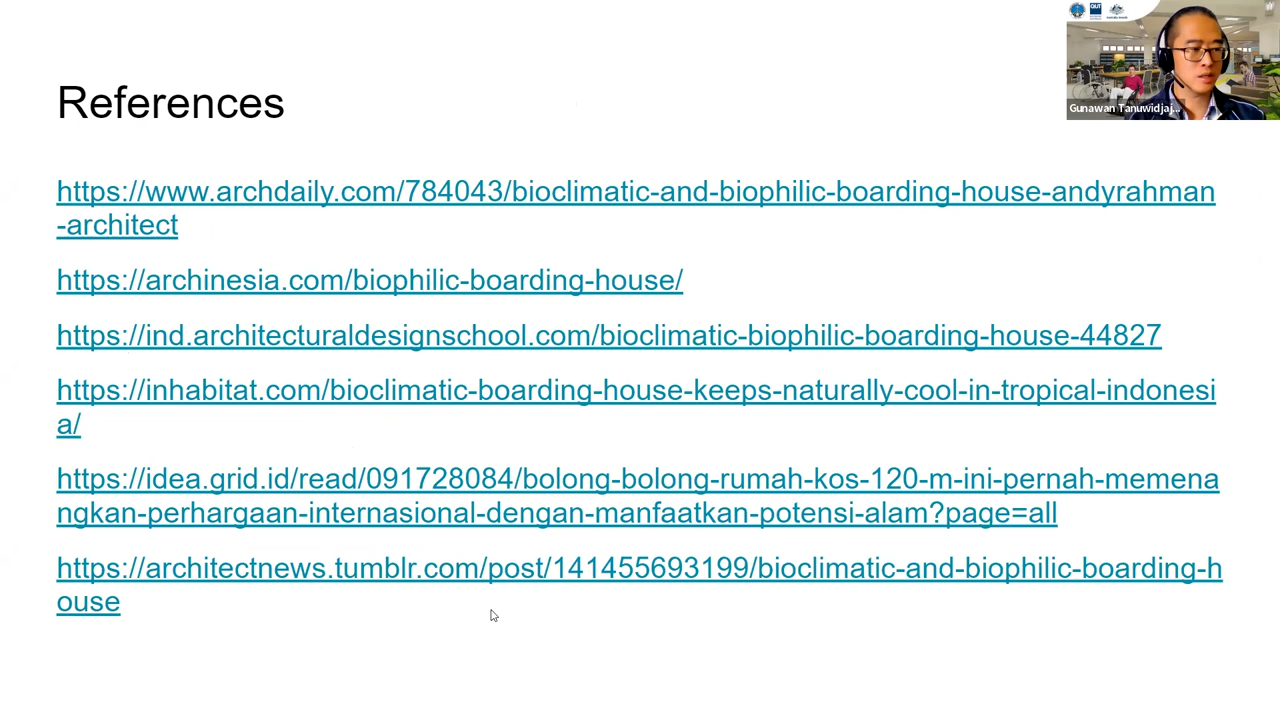 QUT
Gunawan Tanuwidjaj...
References
https://www.archdaily.com/784043/bioclimatic-and-biophilic-boarding-house-andyrahman
-architect
https://archinesia.com/biophilic-boarding-house/
https://ind.architecturaldesignschool.com/bioclimatic-biophilic-boarding-house-44827
https://inhabitat.com/bioclimatic-boarding-house-keeps-naturally-cool-in-tropical-indonesi
a/
https://idea.grid.id/read/091728084/bolong-bolong-rumah-kos-120-m-ini-pernah-memena
ngkan-perhargaan-internasional-dengan-manfaatkan-potensi-alam?page=all
https://architectnews.tumblr.com/post/141455693199/bioclimatic-and-biophilic-boarding-h
ouse